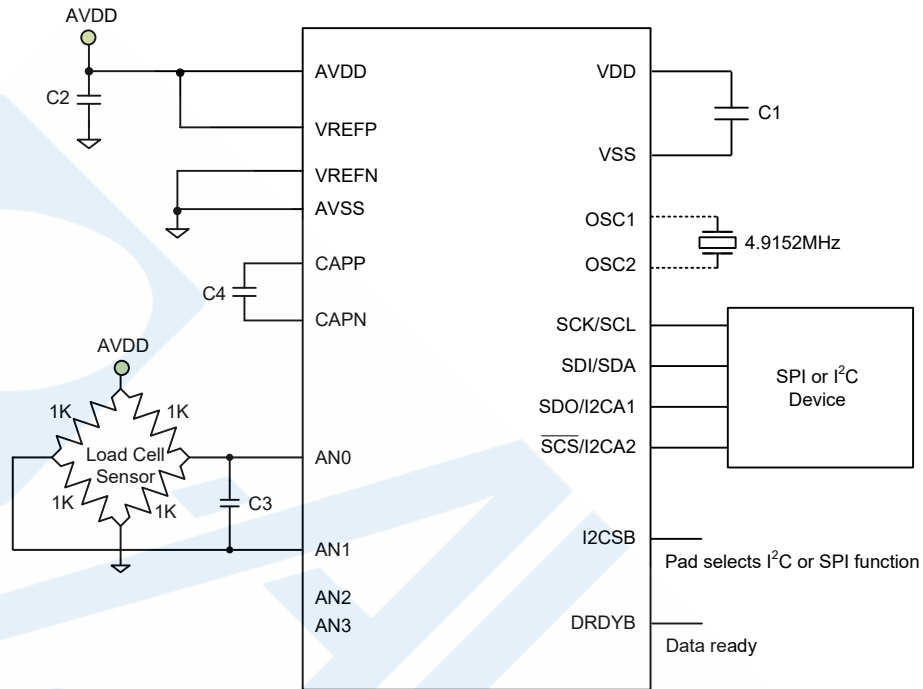 AVDD
C2
AVDD
VREFP
VREFN
AVSS
CAPP
C4
CAPN
AVDD
1K
1K
Load Cell
Sensor
1K
1K
C3
AN0
AN1
AN2
AN3
VDD
C1
VSS
OSC1
4.9152MHz
OSC2
SCK/SCL
SDI/SDA
SDO/I2CA1
S̅C̅S̅/I2CA2
SPI or I²C
Device
I2CSB
Pad selects I²C or SPI function
DRDYB
Data ready